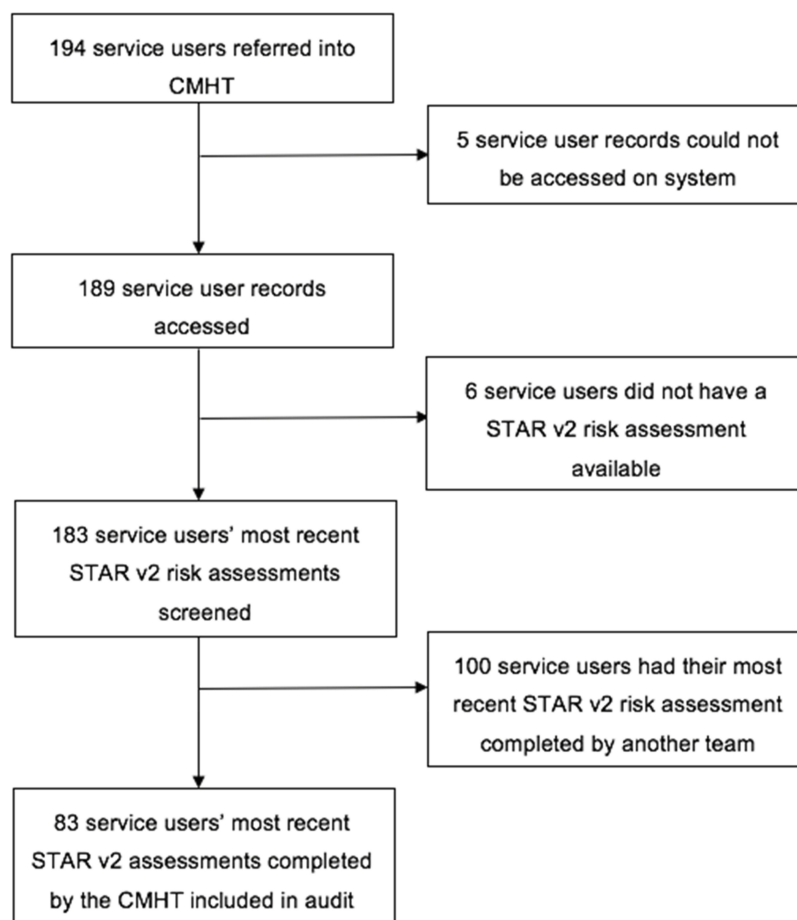 194 service users referred into
CMHT
5 service user records could not
be accessed on system
189 service user records
accessed
6 service users did not have a
STAR v2 risk assessment
available
183 service users’ most recent
STAR v2 risk assessments
screened
100 service users had their most
recent STAR v2 risk assessment
completed by another team
83 service users’ most recent
STAR v2 assessments completed
by the CMHT included in audit